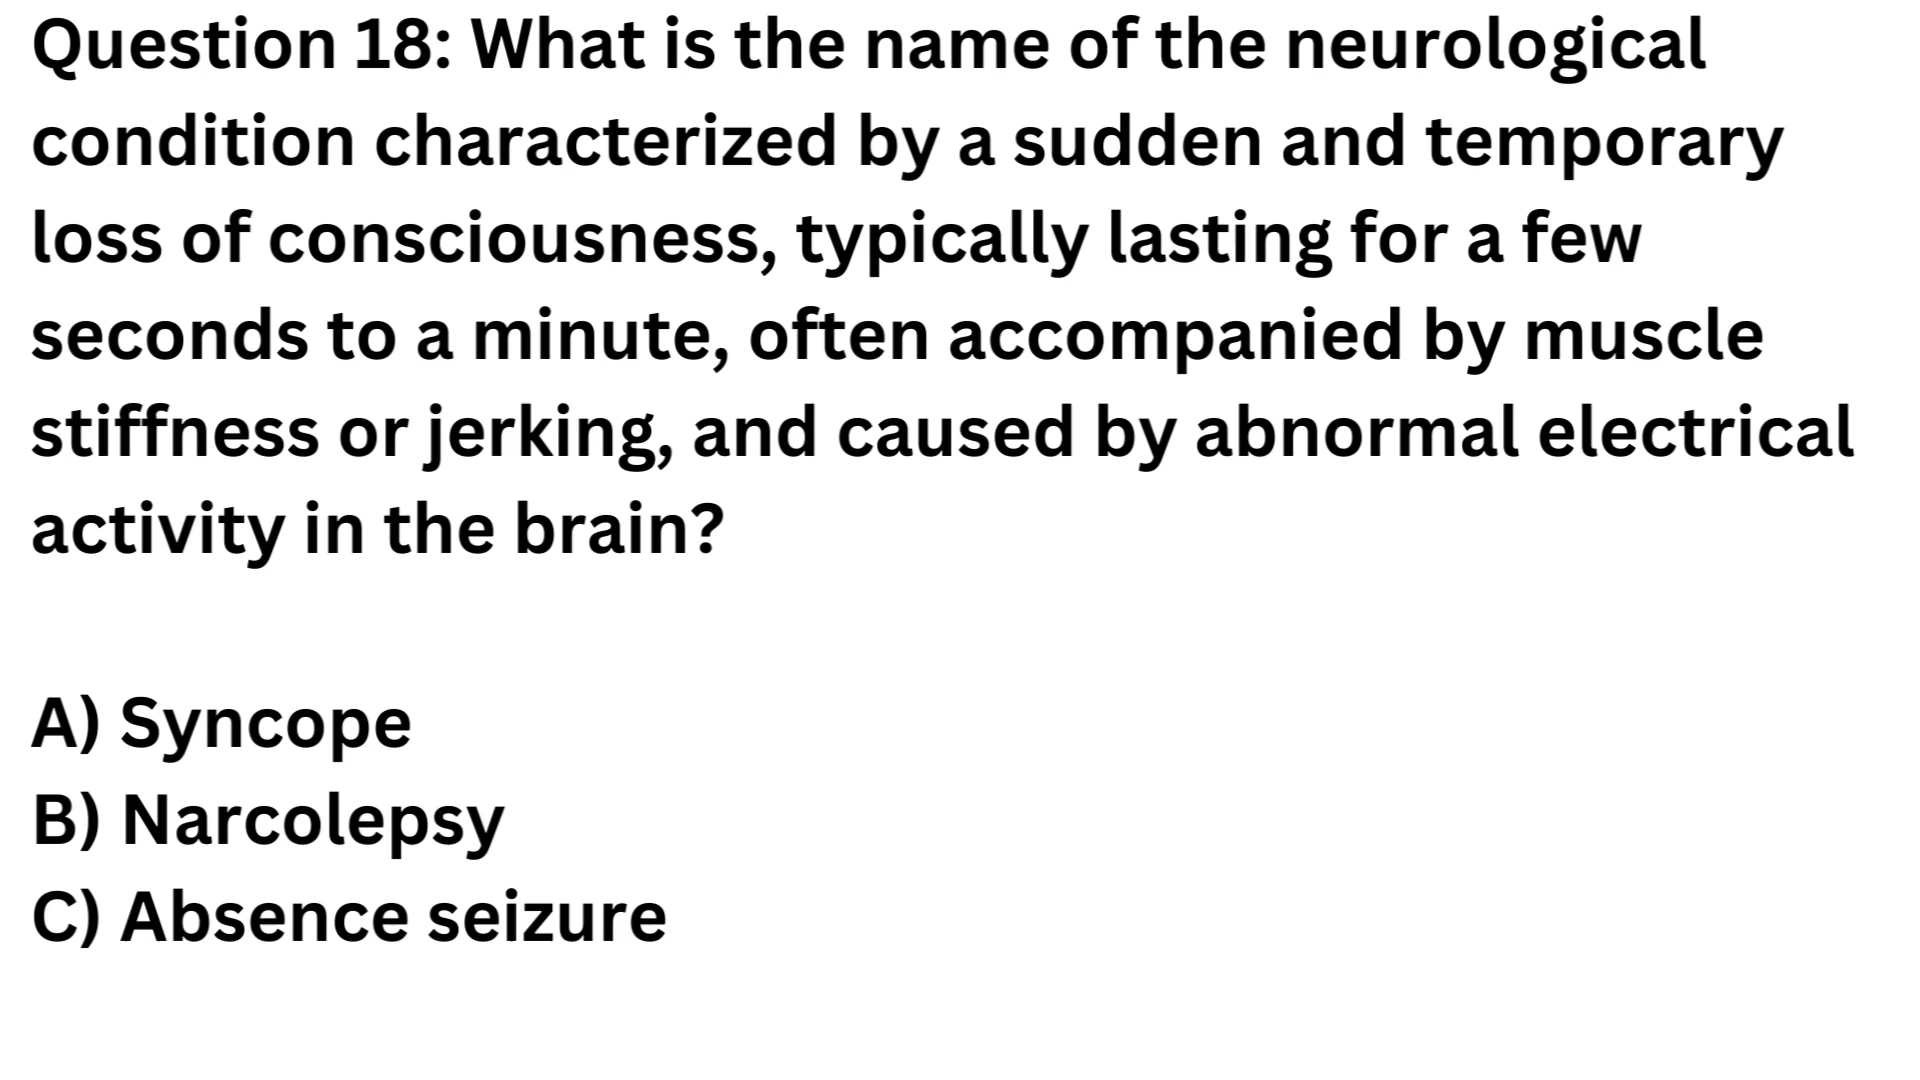 Question 18: What is the name of the neurological
condition characterized by a sudden and temporary
loss of consciousness, typically lasting for a few
seconds to a minute, often accompanied by muscle
stiffness or jerking, and caused by abnormal electrical
activity in the brain?
A) Syncope
B) Narcolepsy
C) Absence seizure